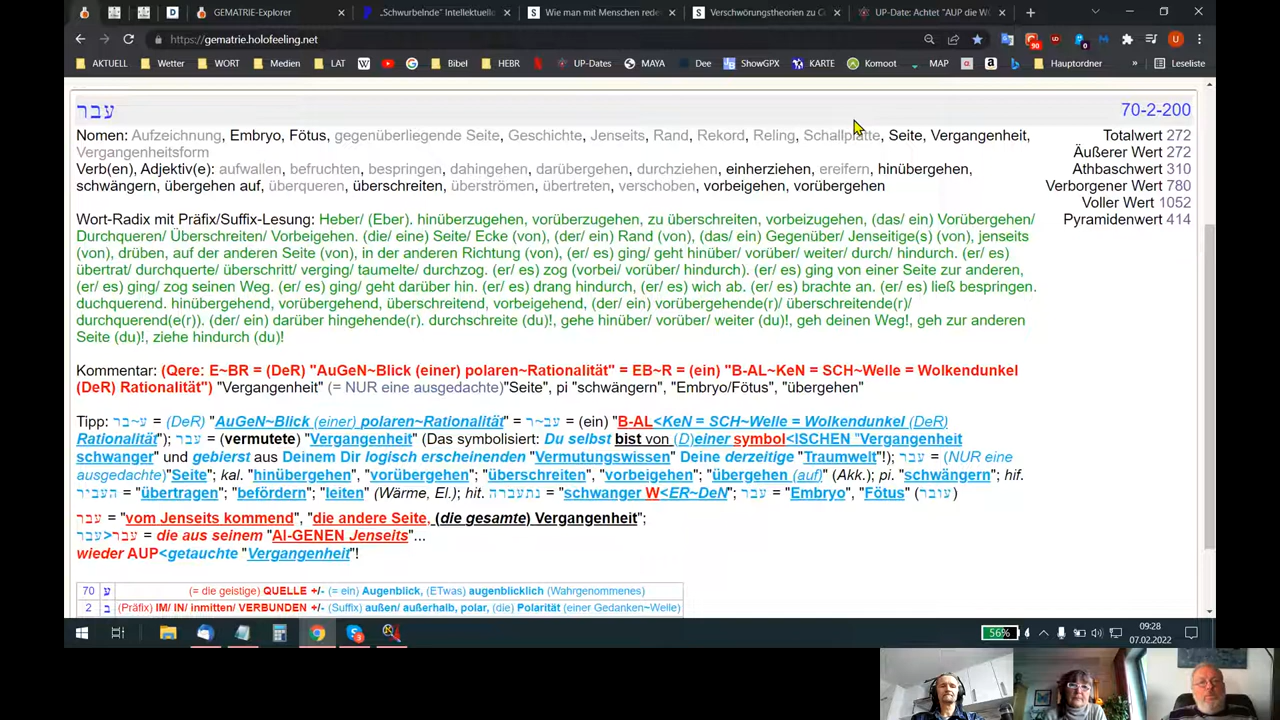 GEMATRIE-Explorer
„Schwurbelnde" Intellektuelle
Wie man mit Menschen rede
Verschwörungstheorien zu C
UP-Date: Achtet "AUP die WO
https://gematrie.holofeeling.net
AKTUELL Wetter WORT Medien LAT Bibel HEBR UP-Dates MAYA Dee ShowGPX KARTE Komoot MAP Hauptordner » Leseliste
עבר 70-2-200
Nomen: Aufzeichnung, Embryo, Fötus, gegenüberliegende Seite, Geschichte, Jenseits, Rand, Rekord, Reling, Schallplatte, Seite, Vergangenheit,
Vergangenheitsform
Verb(en), Adjektiv(e): aufwallen, befruchten, bespringen, dahingehen, darübergehen, durchziehen, einherziehen, ereifern, hinübergehen,
schwängern, übergehen auf, überqueren, überschreiten, überströmen, übertreten, verschoben, vorbeigehen, vorübergehen
Totalwert 272
Äußerer Wert 272
Athbaschwert 310
Verborgener Wert 780
Voller Wert 1052
Pyramidenwert 414
Wort-Radix mit Präfix/Suffix-Lesung: Heber/ (Eber). hinüberzugehen, vorüberzugehen, zu überschreiten, vorbeizugehen, (das/ ein) Vorübergehen/
Durchqueren/ Überschreiten/ Vorbeigehen. (die/ eine) Seite/ Ecke (von), (der/ ein) Rand (von), (das/ ein) Gegenüber/ Jenseitige(s) (von), jenseits
(von), drüben, auf der anderen Seite (von), in der anderen Richtung (von). (er/ es) ging/ geht hinüber/ vorüber/ weiter/ durch/ hindurch. (er/ es)
übertrat/ durchquerte/ überschritt/ verging/ taumelte/ durchzog. (er/ es) zog (vorbei/ vorüber/ hindurch). (er/ es) ging von einer Seite zur anderen,
(er/ es) ging/ zog seinen Weg. (er/ es) ging/ geht darüber hin. (er/ es) drang hindurch, (er/ es) wich ab. (er/ es) brachte an. (er/ es) ließ bespringen.
duchquerend. hinübergehend, vorübergehend, überschreitend, vorbeigehend, (der/ ein) vorübergehende(r)/ überschreitende(r)/
durchquerend(e(r)). (der/ ein) darüber hingehende(r). durchschreite (du)!, gehe hinüber/ vorüber/ weiter (du)!, geh deinen Weg!, geh zur anderen
Seite (du)!, ziehe hindurch (du)!
Kommentar: (Qere: E~BR = (DeR) "AuGeN~Blick (einer) polaren~Rationalität" = EB~R = (ein) "B-AL~KeN = SCH~Welle = Wolkendunkel
(DeR) Rationalität") "Vergangenheit" (= NUR eine ausgedachte)"Seite", pi "schwängern", "Embryo/Fötus", "übergehen"
Tipp: ע~בר = (DeR) "AuGeN~Blick (einer) polaren~Rationalität" = עב~ר = (ein) "B-AL<KeN = SCH~Welle = Wolkendunkel (DeR)
Rationalität"); עבר = (vermutete) "Vergangenheit" (Das symbolisiert: Du selbst bist von (D)einer symbol<ISCHEN "Vergangenheit
schwanger" und gebierst aus Deinem Dir logisch erscheinenden "Vermutungswissen" Deine derzeitige "Traumwelt"!); עבר = (NUR eine
ausgedachte)"Seite"; kal. "hinübergehen", "vorübergehen"; "überschreiten", "vorbeigehen"; "übergehen (auf)" (Akk.); pi. "schwängern"; hif.
העביר = "übertragen", "befördern"; "leiten" (Wärme, El.); hit. נתעברה = "schwanger W<ER~DeN"; עבר = "Embryo", "Fötus" (עובר)
עבר = "vom Jenseits kommend", "die andere Seite, (die gesamte) Vergangenheit";
עבר>עבר = die aus seinem "AI-GENEN Jenseits"...
wieder AUP<getauchte "Vergangenheit"!
70 ע (= die geistige) QUELLE +/- (= ein) Augenblick, (ETwas) augenblicklich (Wahrgenommenes)
2 ב (Präfix) IM/ IN/ inmitten/ VERBUNDEN +/- (Suffix) außen/ außerhalb, polar, (die) Polarität (einer Gedanken~Welle)
56%
09:28
07.02.2022